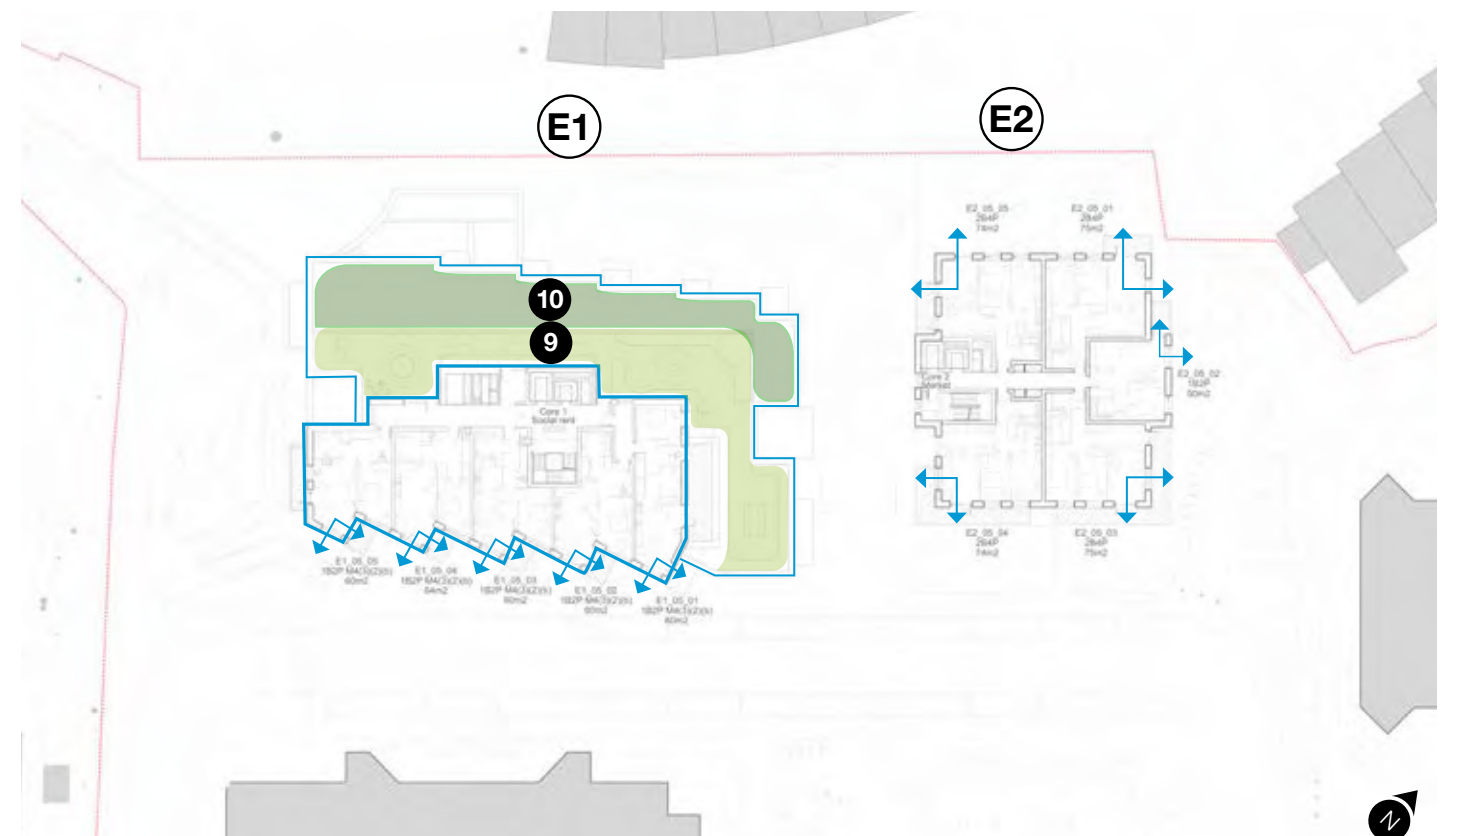 E1
E2
E2_05_05
2B4P
74m2
E2_05_01
2B4P
75m2
10
9
Core 2
Market
E2_05_02
1B2P
50m2
Core 1
Social rent
E2_05_04
2B4P
74m2
E2_05_03
2B4P
75m2
E1_05_05
1B2P M4(3)(2)(b)
60m2
E1_05_04
1B2P M4(3)(2)(b)
64m2
E1_05_03
1B2P M4(3)(2)(b)
60m2
E1_05_02
1B2P M4(3)(2)(b)
60m2
E1_05_01
1B2P M4(3)(2)(b)
60m2
N